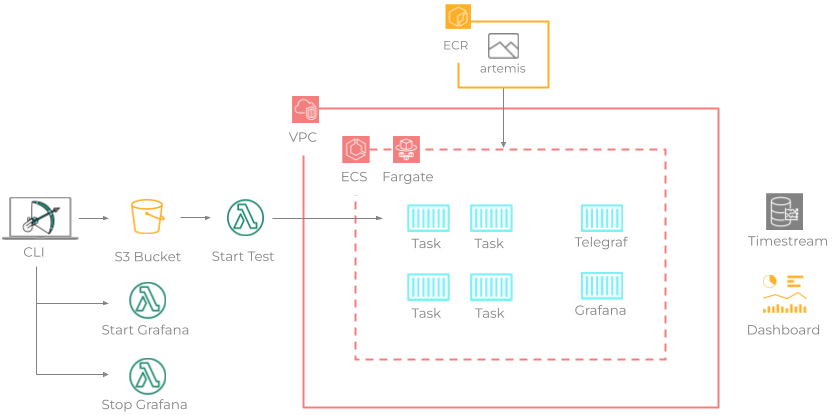 ECR
artemis
VPC
ECS
Fargate
CLI
S3 Bucket
Start Test
Task
Task
Telegraf
Timestream
Task
Task
Grafana
Start Grafana
Dashboard
Stop Grafana